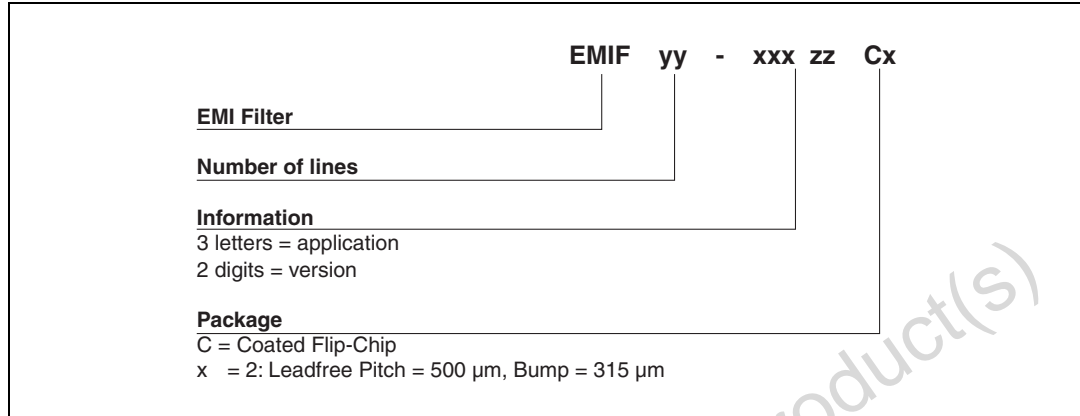 EMIF yy - xxx zz Cx
EMI Filter
Number of lines
Information
3 letters = application
2 digits = version
Package
C = Coated Flip-Chip
x = 2: Leadfree Pitch = 500 µm, Bump = 315 µm
oduct(s)